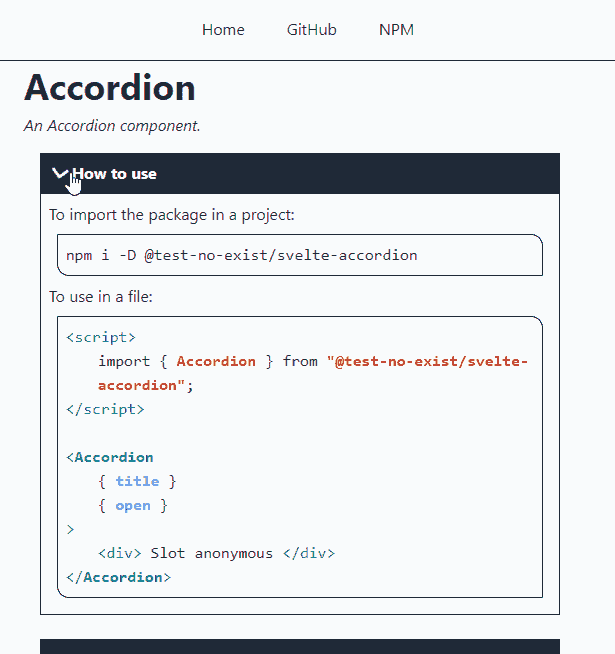 Home GitHub NPM
Accordion
An Accordion component.
How to use
To import the package in a project:
npm i -D @test-no-exist/svelte-accordion
To use in a file:
<script>
import { Accordion } from "@test-no-exist/svelte-
accordion";
</script>
<Accordion
{ title }
{ open }
>
<div> Slot anonymous </div>
</Accordion>